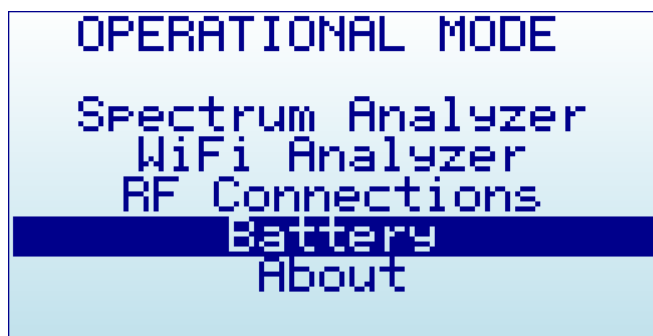 OPERATIONAL MODE
Spectrum Analyzer
WiFi Analyzer
RF Connections
Battery
About